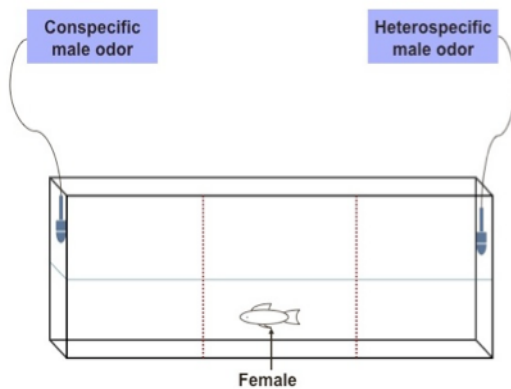 Conspecific
male odor
Heterospecific
male odor
Female